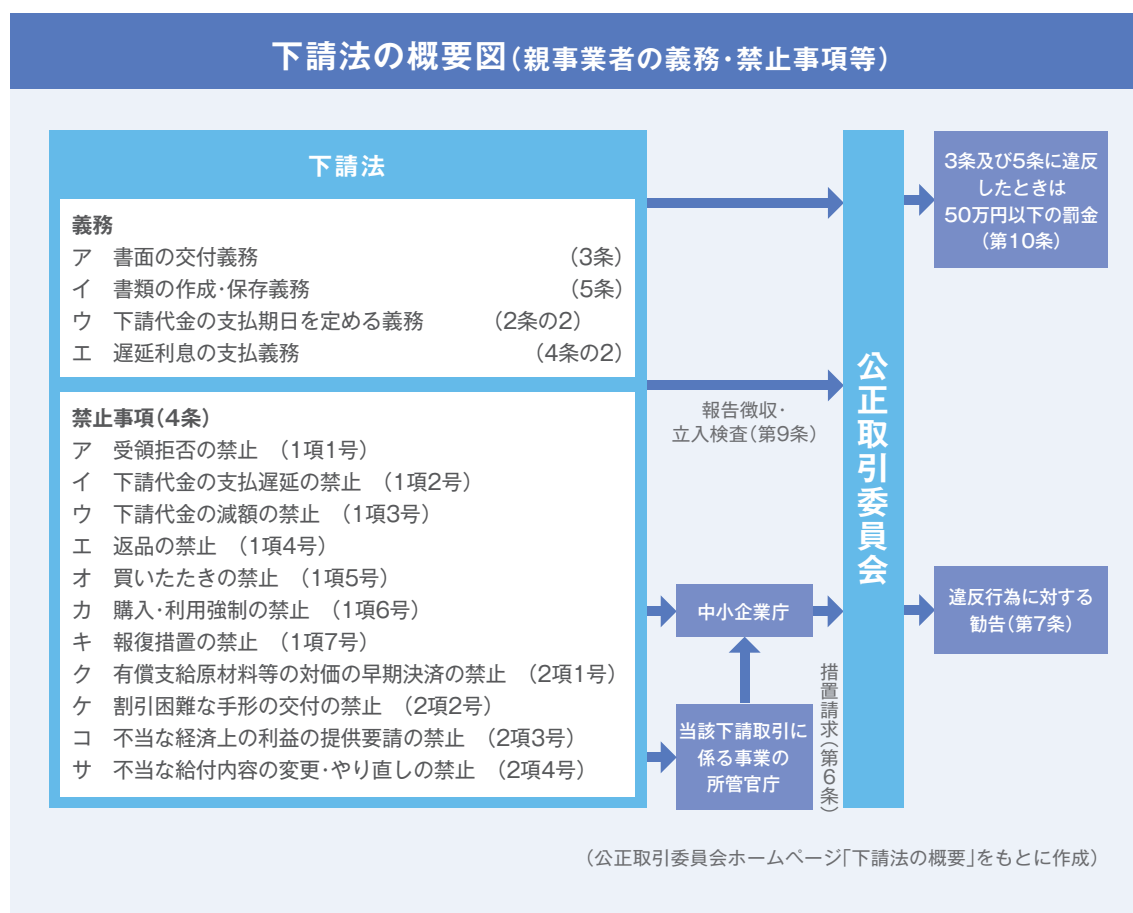 下請法の概要図(親事業者の義務・禁止事項等)
下請法
義務
ア 書面の交付義務 (3条)
イ 書類の作成・保存義務 (5条)
ウ 下請代金の支払期日を定める義務 (2条の2)
エ 遅延利息の支払義務 (4条の2)
禁止事項(4条)
ア 受領拒否の禁止 (1項1号)
イ 下請代金の支払遅延の禁止 (1項2号)
ウ 下請代金の減額の禁止 (1項3号)
エ 返品の禁止 (1項4号)
オ 買いたたきの禁止 (1項5号)
カ 購入・利用強制の禁止 (1項6号)
キ 報復措置の禁止 (1項7号)
ク 有償支給原材料等の対価の早期決済の禁止 (2項1号)
ケ 割引困難な手形の交付の禁止 (2項2号)
コ 不当な経済上の利益の提供要請の禁止 (2項3号)
サ 不当な給付内容の変更・やり直しの禁止 (2項4号)
報告徴収・
立入検査(第9条)
中小企業庁
当該下請取引に
係る事業の
所管官庁
措置請求(第6条)
公正取引委員会
3条及び5条に違反
したときは
50万円以下の罰金
(第10条)
違反行為に対する
勧告(第7条)
(公正取引委員会ホームページ「下請法の概要」をもとに作成)